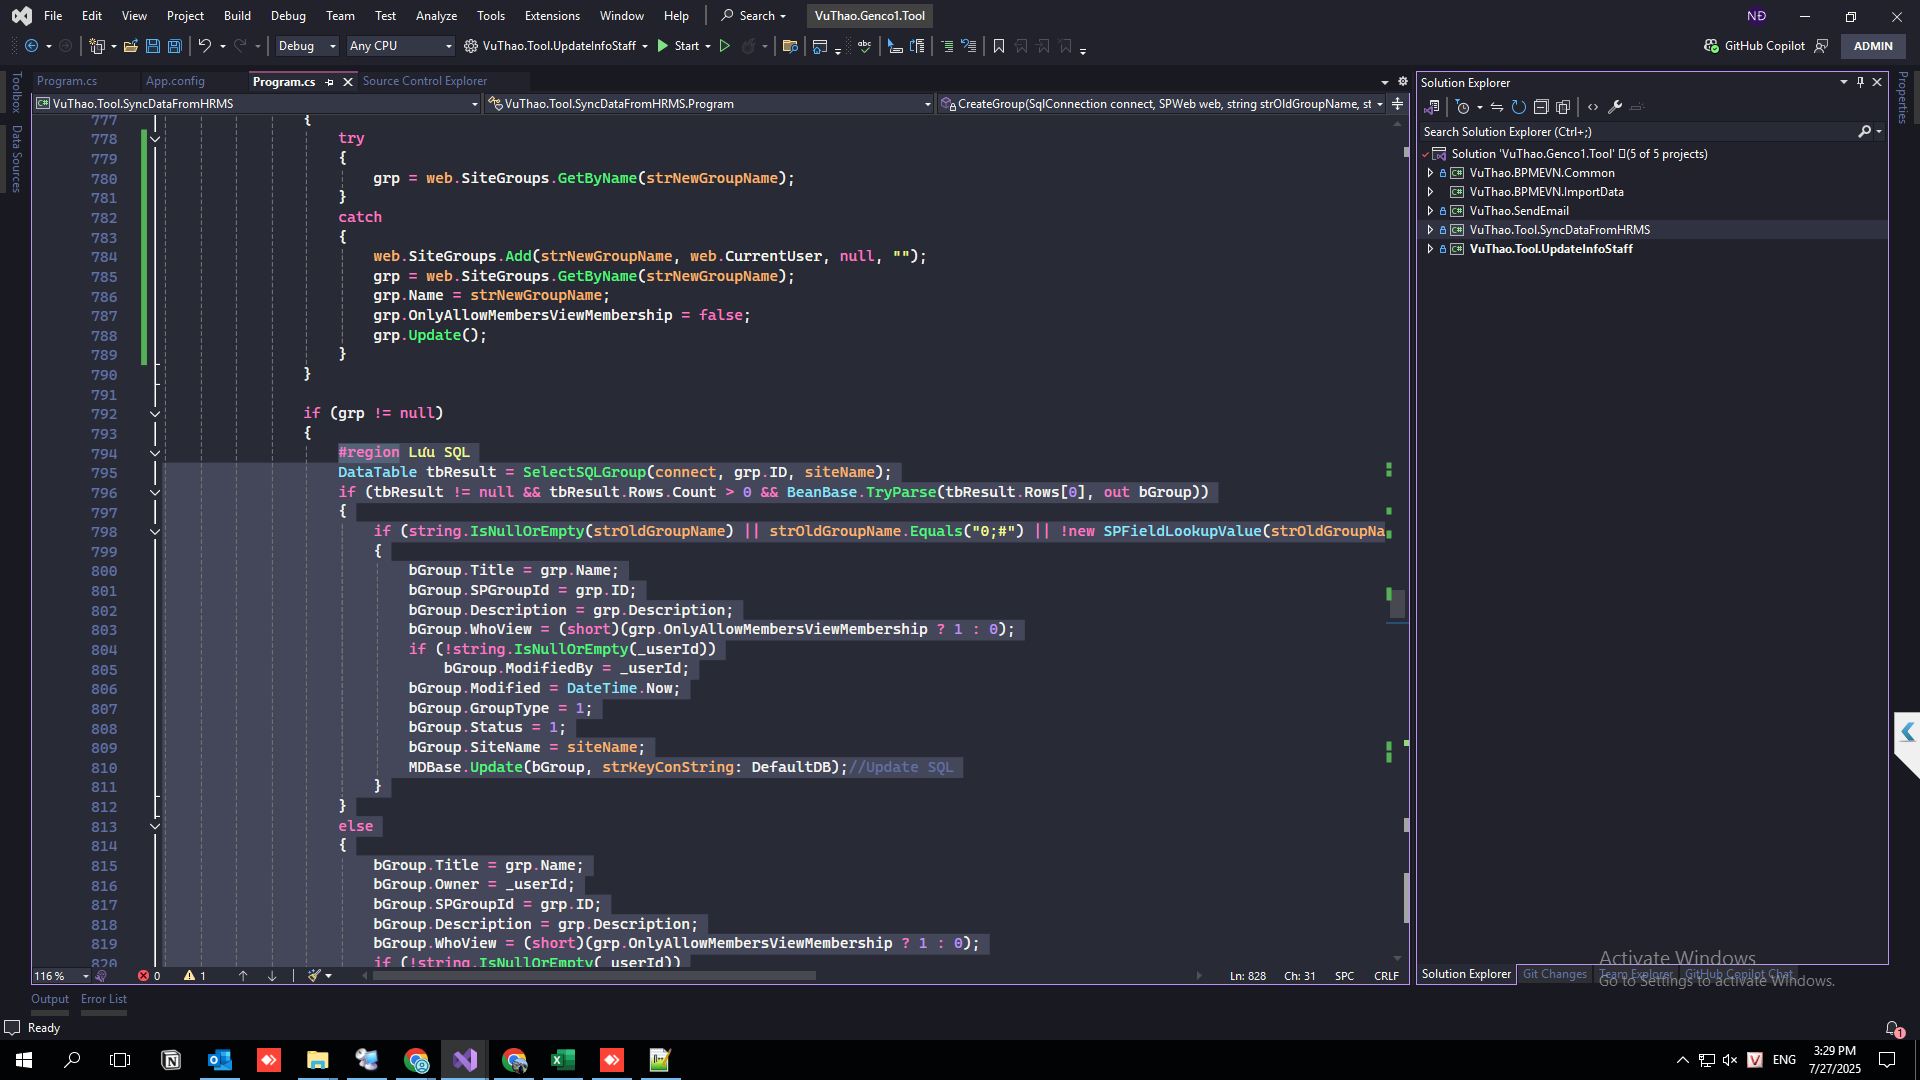 File Edit View Project Build Debug Team Test Analyze Tools Extensions Window Help Search VuThao.Genco1.Tool NĐ
Debug Any CPU VuThao.Tool.UpdateInfoStaff Start GitHub Copilot ADMIN
Toolbox
Data Sources
Program.cs App.config Program.cs Source Control Explorer
VuThao.Tool.SyncDataFromHRMS VuThao.Tool.SyncDataFromHRMS.Program CreateGroup(SqlConnection connect, SPWeb web, string strOldGroupName, st
777 {
778 try
779 {
780 grp = web.SiteGroups.GetByName(strNewGroupName);
781 }
782 catch
783 {
784 web.SiteGroups.Add(strNewGroupName, web.CurrentUser, null, "");
785 grp = web.SiteGroups.GetByName(strNewGroupName);
786 grp.Name = strNewGroupName;
787 grp.OnlyAllowMembersViewMembership = false;
788 grp.Update();
789 }
790 }
791
792 if (grp != null)
793 {
794 #region Lưu SQL
795 DataTable tbResult = SelectSQLGroup(connect, grp.ID, siteName);
796 if (tbResult != null && tbResult.Rows.Count > 0 && BeanBase.TryParse(tbResult.Rows[0], out bGroup))
797 {
798 if (string.IsNullOrEmpty(strOldGroupName) || strOldGroupName.Equals("0;#") || !new SPFieldLookupValue(strOldGroupNa
799 {
800 bGroup.Title = grp.Name;
801 bGroup.SPGroupId = grp.ID;
802 bGroup.Description = grp.Description;
803 bGroup.WhoView = (short)(grp.OnlyAllowMembersViewMembership ? 1 : 0);
804 if (!string.IsNullOrEmpty(_userId))
805 bGroup.ModifiedBy = _userId;
806 bGroup.Modified = DateTime.Now;
807 bGroup.GroupType = 1;
808 bGroup.Status = 1;
809 bGroup.SiteName = siteName;
810 MDBase.Update(bGroup, strKeyConString: DefaultDB);//Update SQL
811 }
812 }
813 else
814 {
815 bGroup.Title = grp.Name;
816 bGroup.Owner = _userId;
817 bGroup.SPGroupId = grp.ID;
818 bGroup.Description = grp.Description;
819 bGroup.WhoView = (short)(grp.OnlyAllowMembersViewMembership ? 1 : 0);
820 if (!string.IsNullOrEmpty(_userId))
116 % 0 1 Ln: 828 Ch: 31 SPC CRLF
Solution Explorer
Search Solution Explorer (Ctrl+;)
Solution 'VuThao.Genco1.Tool' (5 of 5 projects)
VuThao.BPMEVN.Common
VuThao.BPMEVN.ImportData
VuThao.SendEmail
VuThao.Tool.SyncDataFromHRMS
VuThao.Tool.UpdateInfoStaff
Properties
Activate Windows
Go to Settings to activate Windows.
Solution Explorer Git Changes Team Explorer GitHub Copilot Chat
Output Error List
Ready 1
ENG 3:29 PM
7/27/2025